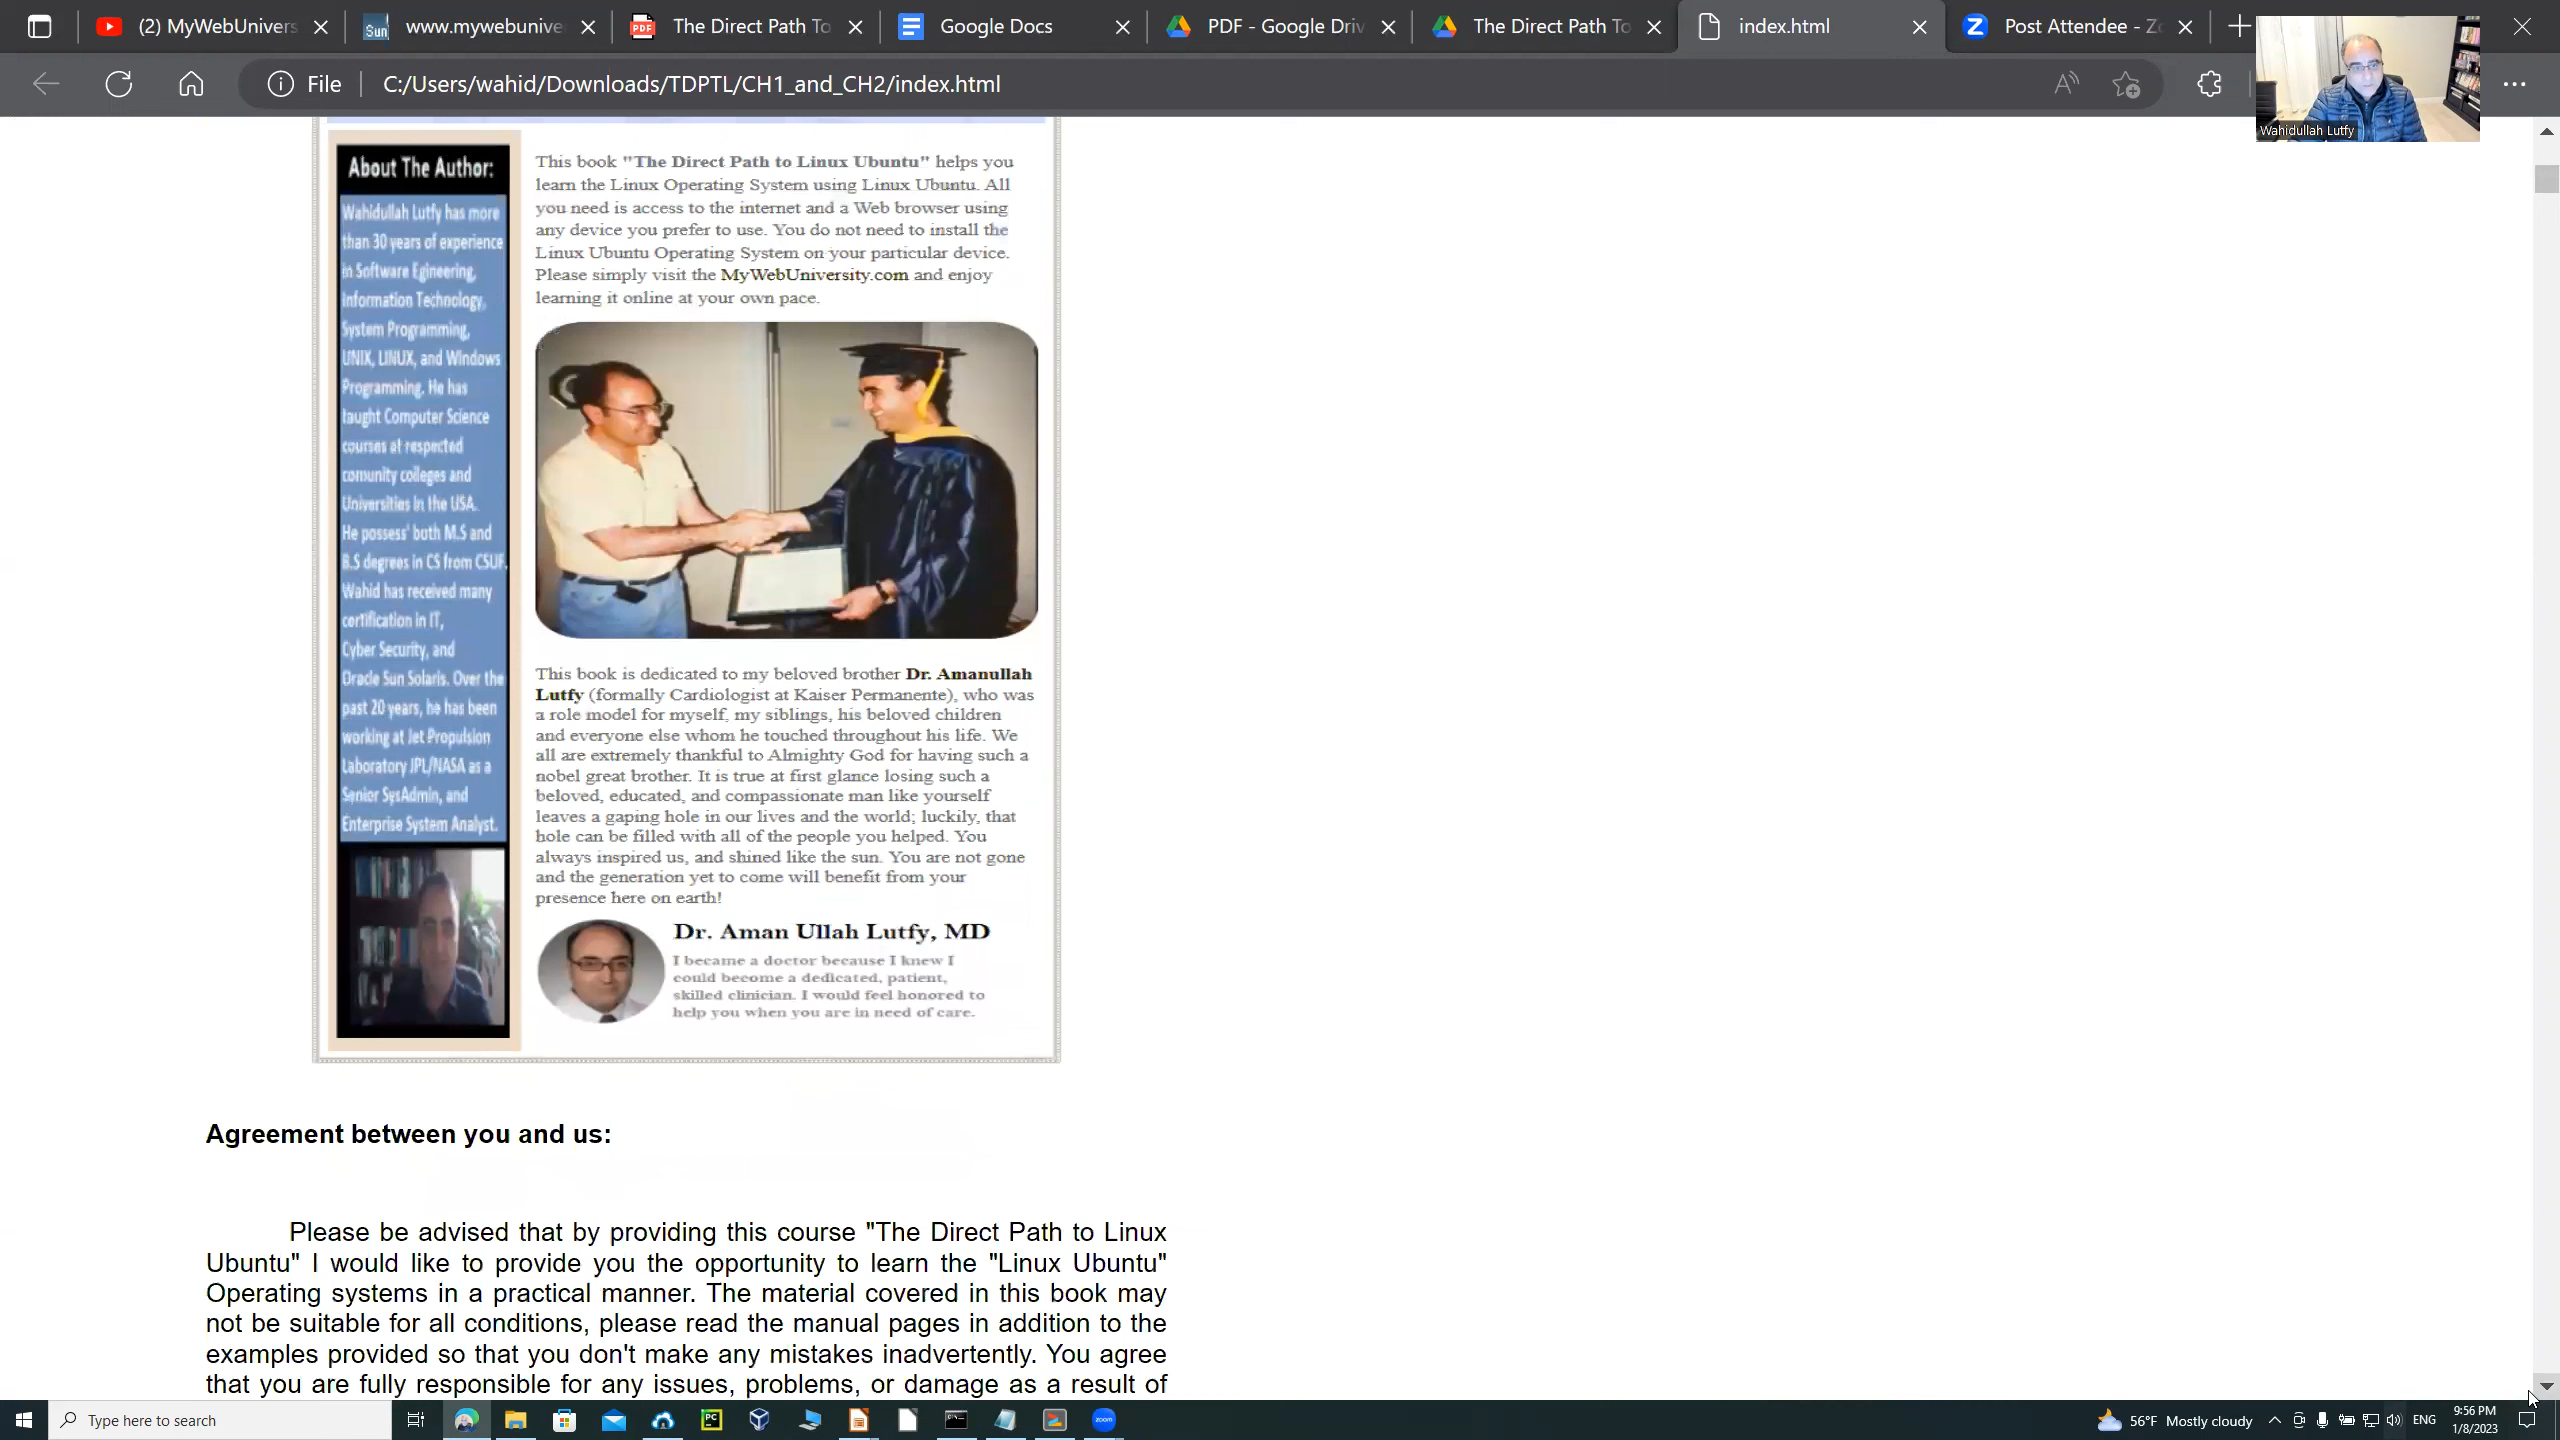 (2) MyWebUnivers
www.mywebunive
The Direct Path To
Google Docs
PDF - Google Driv
The Direct Path To
index.html
Post Attendee - Zo
File
C:/Users/wahid/Downloads/TDPTL/CH1_and_CH2/index.html
Wahidullah Lutfy
About The Author:
Wahidullah Lutfy has more
than 30 years of experience
in Software Egineering,
Information Technology,
System Programming,
UNIX, LINUX, and Windows
Programming. He has
taught Computer Science
courses at respected
comunity colleges and
Universities in the USA.
He possess' both M.S and
B.S degrees in CS from CSUF.
Wahid has received many
certification in IT,
Cyber Security, and
Oracle Sun Solaris. Over the
past 20 years, he has been
working at Jet Propulsion
Laboratory JPL/NASA as a
Senior SysAdmin, and
Enterprise System Analyst.
This book "The Direct Path to Linux Ubuntu" helps you
learn the Linux Operating System using Linux Ubuntu. All
you need is access to the internet and a Web browser using
any device you prefer to use. You do not need to install the
Linux Ubuntu Operating System on your particular device.
Please simply visit the MyWebUniversity.com and enjoy
learning it online at your own pace.
This book is dedicated to my beloved brother Dr. Amanullah
Lutfy (formally Cardiologist at Kaiser Permanente), who was
a role model for myself, my siblings, his beloved children
and everyone else whom he touched throughout his life. We
all are extremely thankful to Almighty God for having such a
nobel great brother. It is true at first glance losing such a
beloved, educated, and compassionate man like yourself
leaves a gaping hole in our lives and the world; luckily, that
hole can be filled with all of the people you helped. You
always inspired us, and shined like the sun. You are not gone
and the generation yet to come will benefit from your
presence here on earth!
Dr. Aman Ullah Lutfy, MD
I became a doctor because I knew I
could become a dedicated, patient,
skilled clinician. I would feel honored to
help you when you are in need of care.
Agreement between you and us:
Please be advised that by providing this course "The Direct Path to Linux
Ubuntu" I would like to provide you the opportunity to learn the "Linux Ubuntu"
Operating systems in a practical manner. The material covered in this book may
not be suitable for all conditions, please read the manual pages in addition to the
examples provided so that you don't make any mistakes inadvertently. You agree
that you are fully responsible for any issues, problems, or damage as a result of
Type here to search
56°F Mostly cloudy
ENG
9:56 PM
1/8/2023